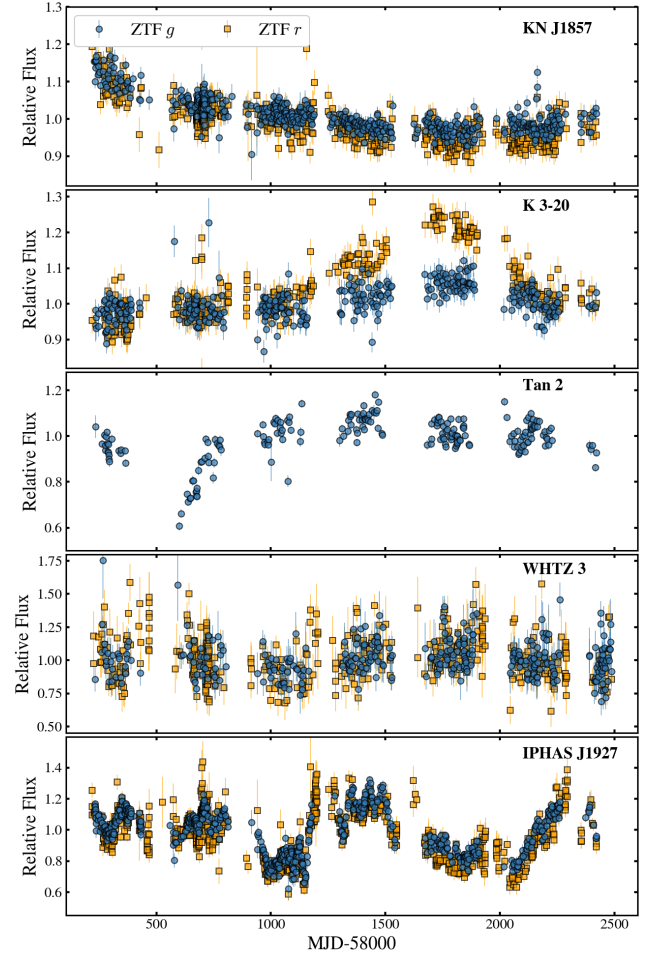 ZTF g ZTF r
KN J1857
1.3
1.2
1.1
1.0
0.9
Relative Flux
K 3-20
1.3
1.2
1.1
1.0
0.9
Relative Flux
Tan 2
1.2
1.0
0.8
0.6
Relative Flux
WHTZ 3
1.75
1.50
1.25
1.00
0.75
0.50
Relative Flux
IPHAS J1927
1.4
1.2
1.0
0.8
0.6
Relative Flux
500 1000 1500 2000 2500
MJD-58000